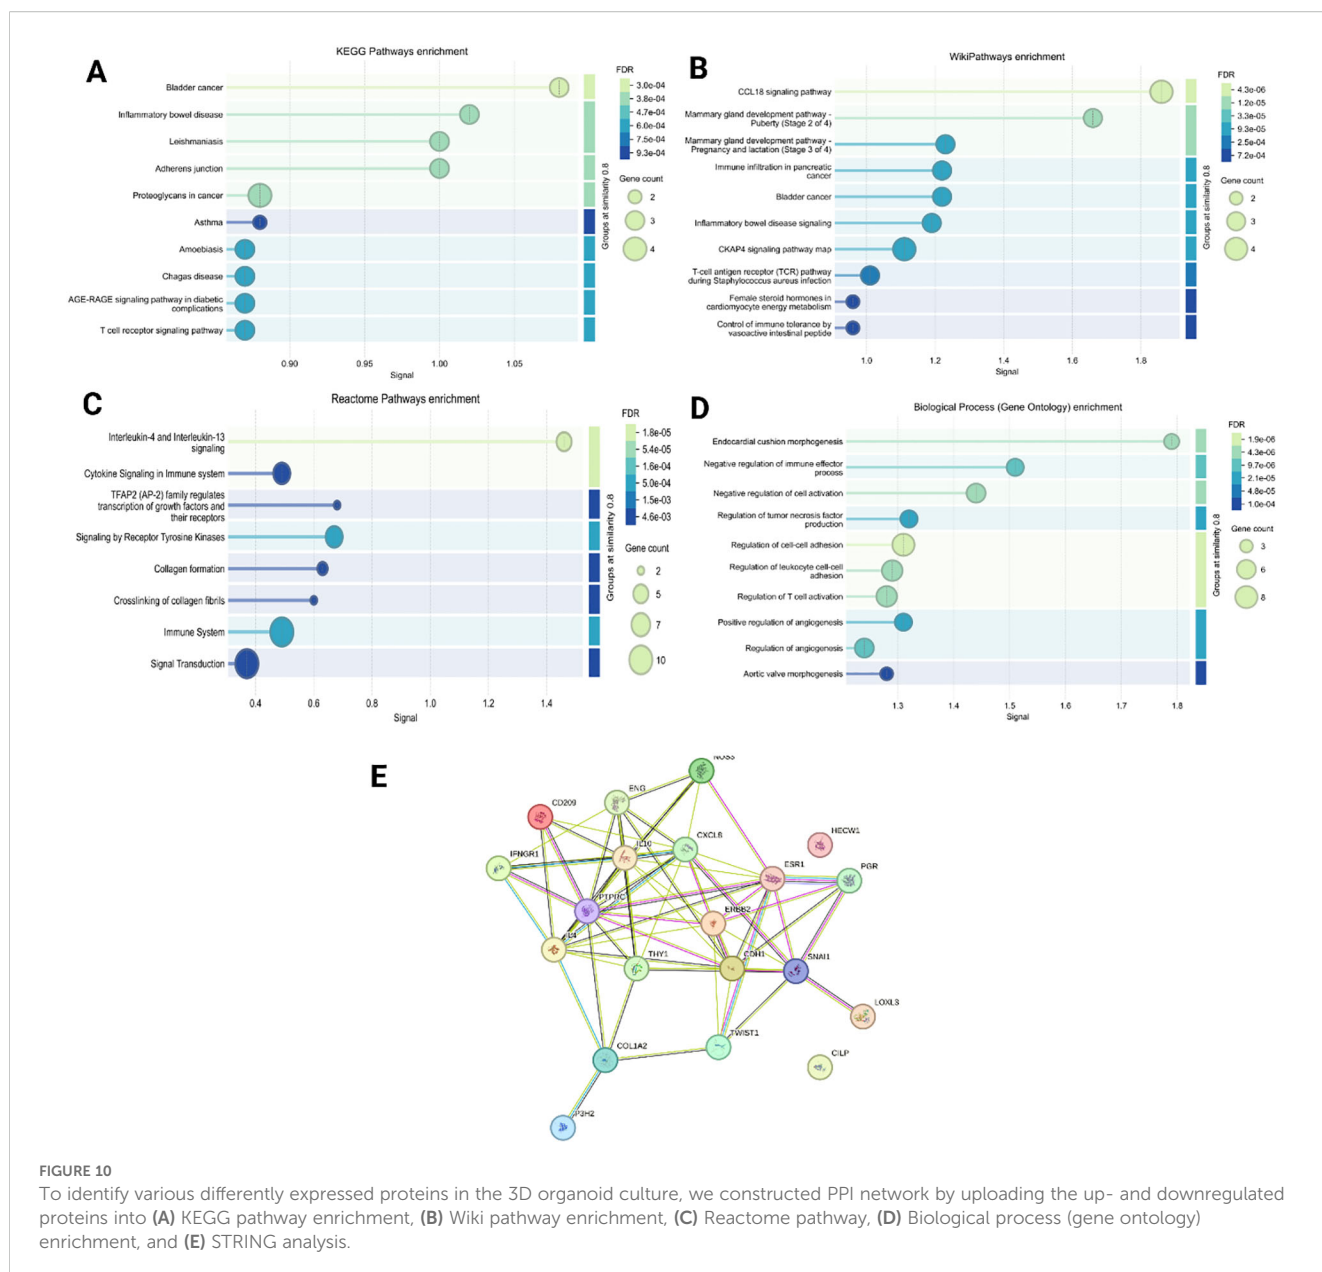 A
KEGG Pathways enrichment
Bladder cancer
Inflammatory bowel disease
Leishmaniasis
Adherens junction
Proteoglycans in cancer
Asthma
Amoebiasis
Chagas disease
AGE-RAGE signaling pathway in diabetic
complications
T cell receptor signaling pathway
0.90
0.95
1.00
1.05
Signal
FDR
3.0e-04
3.8e-04
4.7e-04
6.0e-04
7.5e-04
9.3e-04
Gene count
2
3
4
Groups at similarity 0.8
B
WikiPathways enrichment
CCL18 signaling pathway
Mammary gland development pathway -
Puberty (Stage 2 of 4)
Mammary gland development pathway -
Pregnancy and lactation (Stage 3 of 4)
Immune infiltration in pancreatic
cancer
Bladder cancer
Inflammatory bowel disease signaling
CKAP4 signaling pathway map
T-cell antigen receptor (TCR) pathway
during Staphylococcus aureus infection
Female steroid hormones in
cardiomyocyte energy metabolism
Control of immune tolerance by
vasoactive intestinal peptide
1.0
1.2
1.4
1.6
1.8
Signal
FDR
4.3e-06
1.2e-05
3.3e-05
9.3e-05
2.5e-04
7.2e-04
Gene count
2
3
4
Groups at similarity 0.8
C
Reactome Pathways enrichment
Interleukin-4 and Interleukin-13
signaling
Cytokine Signaling in Immune system
TFAP2 (AP-2) family regulates
transcription of growth factors and
their receptors
Signaling by Receptor Tyrosine Kinases
Collagen formation
Crosslinking of collagen fibrils
Immune System
Signal Transduction
0.4
0.6
0.8
1.0
1.2
1.4
Signal
FDR
1.8e-05
5.4e-05
1.6e-04
5.0e-04
1.5e-03
4.6e-03
Gene count
2
5
7
10
Groups at similarity 0.8
D
Biological Process (Gene Ontology) enrichment
Endocardial cushion morphogenesis
Negative regulation of immune effector
process
Negative regulation of cell activation
Regulation of tumor necrosis factor
production
Regulation of cell-cell adhesion
Regulation of leukocyte cell-cell
adhesion
Regulation of T cell activation
Positive regulation of angiogenesis
Regulation of angiogenesis
Aortic valve morphogenesis
1.3
1.4
1.5
1.6
1.7
1.8
Signal
FDR
1.9e-06
4.3e-06
9.7e-06
2.1e-05
4.8e-05
1.0e-04
Gene count
3
6
8
Groups at similarity 0.8
E
NOS3
ENG
CD209
HECW1
CXCL8
IL10
IFNGR1
ESR1
PGR
PTPRC
ERBB2
IL4
THY1
CDH1
SNAI1
LOXL3
TWIST1
COL1A2
CILP
P3H2
FIGURE 10
To identify various differently expressed proteins in the 3D organoid culture, we constructed PPI network by uploading the up- and downregulated
proteins into (A) KEGG pathway enrichment, (B) Wiki pathway enrichment, (C) Reactome pathway, (D) Biological process (gene ontology)
enrichment, and (E) STRING analysis.